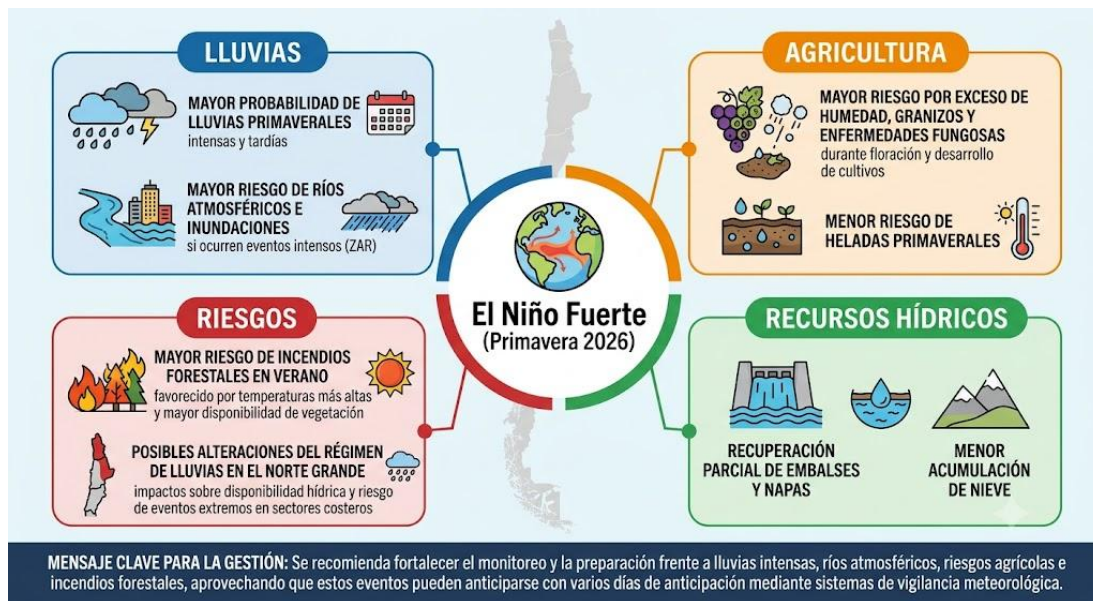 LLUVIAS
MAYOR PROBABILIDAD DE
LLUVIAS PRIMAVERALES
intensas y tardías
MAYOR RIESGO DE RÍOS
ATMOSFÉRICOS E
INUNDACIONES
si ocurren eventos intensos (ZAR)
AGRICULTURA
MAYOR RIESGO POR EXCESO DE
HUMEDAD, GRANIZOS Y
ENFERMEDADES FUNGOSAS
durante floración y desarrollo
de cultivos
MENOR RIESGO DE
HELADAS PRIMAVERALES
El Niño Fuerte
(Primavera 2026)
RIESGOS
MAYOR RIESGO DE INCENDIOS
FORESTALES EN VERANO
favorecido por temperaturas más altas
y mayor disponibilidad de vegetación
POSIBLES ALTERACIONES DEL RÉGIMEN
DE LLUVIAS EN EL NORTE GRANDE
impactos sobre disponibilidad hídrica y riesgo
de eventos extremos en sectores costeros
RECURSOS HÍDRICOS
RECUPERACIÓN
PARCIAL DE EMBALSES
Y NAPAS
MENOR
ACUMULACIÓN
DE NIEVE
MENSAJE CLAVE PARA LA GESTIÓN: Se recomienda fortalecer el monitoreo y la preparación frente a lluvias intensas, ríos atmosféricos, riesgos agrícolas e
incendios forestales, aprovechando que estos eventos pueden anticiparse con varios días de anticipación mediante sistemas de vigilancia meteorológica.